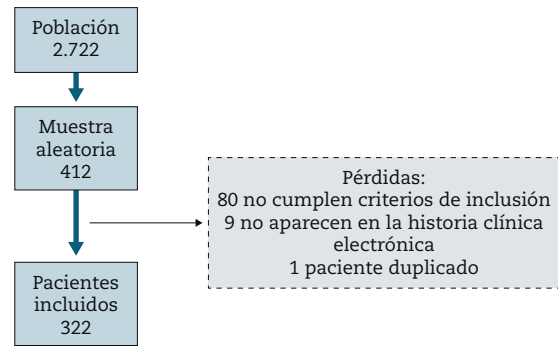 Población
2.722
Muestra
aleatoria
412
Pérdidas:
80 no cumplen criterios de inclusión
9 no aparecen en la historia clínica
electrónica
1 paciente duplicado
Pacientes
incluidos
322